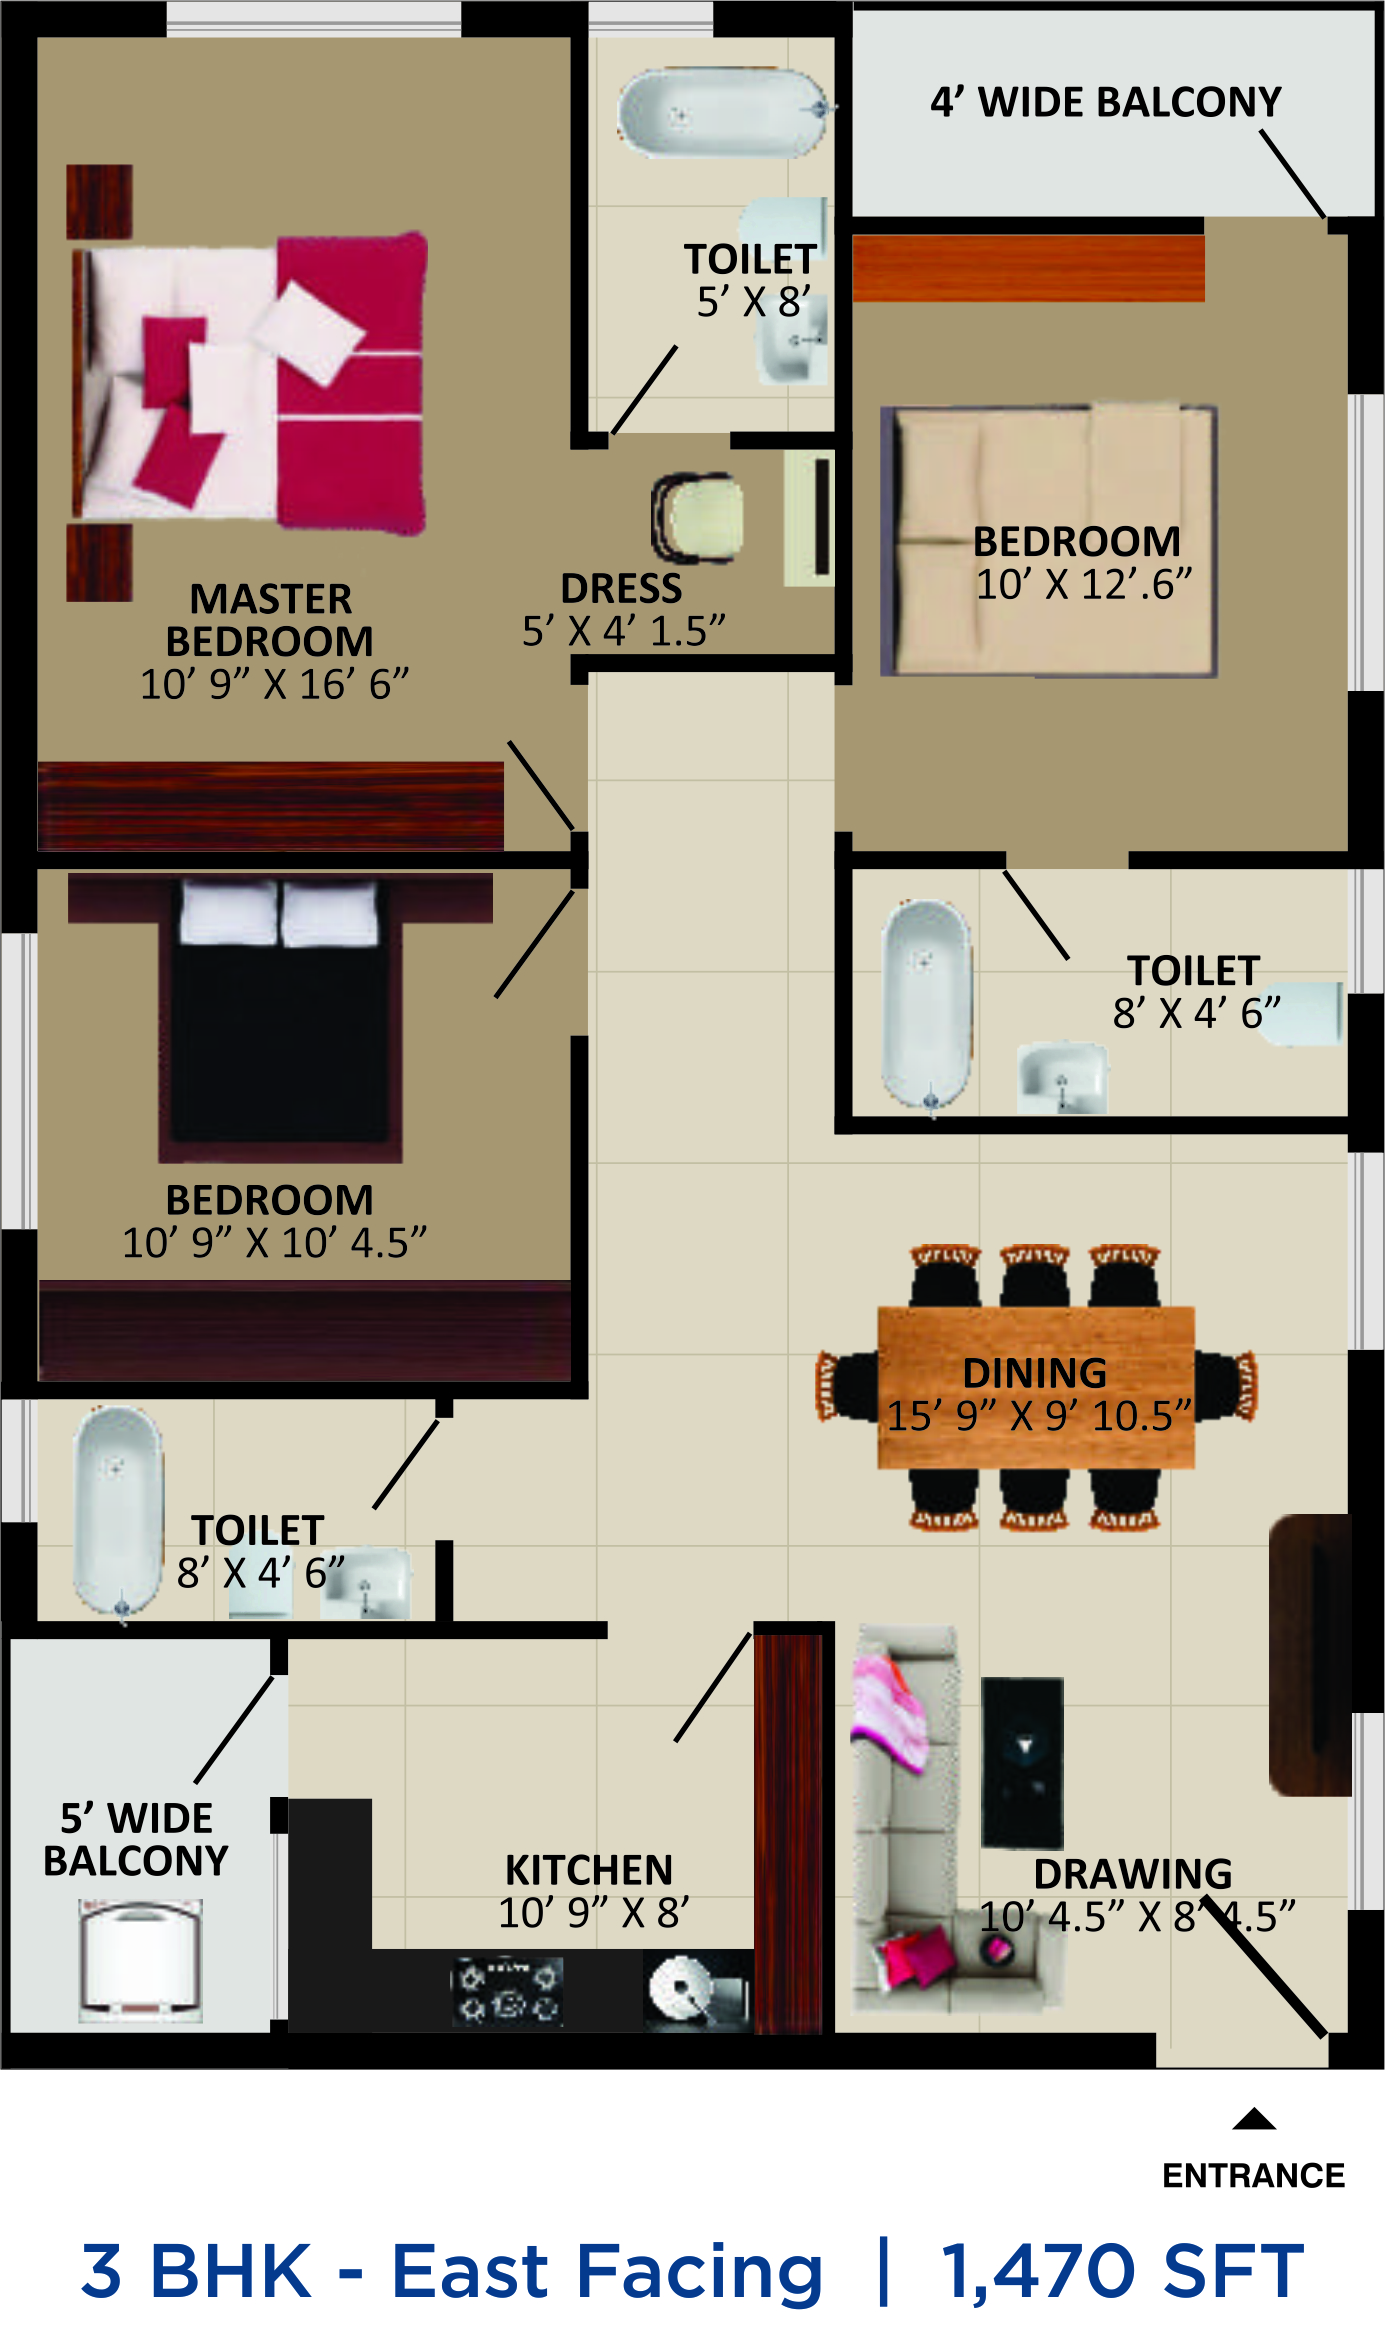 4’ WIDE BALCONY
TOILET
5’ X 8’
BEDROOM
10’ X 12’.6”
DRESS
5’ X 4’ 1.5”
MASTER
BEDROOM
10’ 9” X 16’ 6”
TOILET
8’ X 4’ 6”
BEDROOM
10’ 9” X 10’ 4.5”
DINING
15’ 9” X 9’ 10.5”
TOILET
8’ X 4’ 6”
5’ WIDE
BALCONY
KITCHEN
10’ 9” X 8’
DRAWING
10’ 4.5” X 8’ 4.5”
ENTRANCE
3 BHK - East Facing | 1,470 SFT